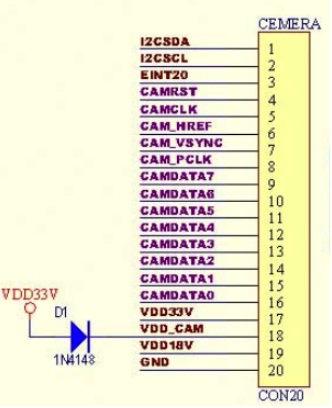 CEMERA
I2CSDA 1
I2CSCL 2
EINT20 3
CAMRST 4
CAMCLK 5
CAM_HREF 6
CAM_VSYNC 7
CAM_PCLK 8
CAMDATA7 9
CAMDATA6 10
CAMDATA5 11
CAMDATA4 12
CAMDATA3 13
CAMDATA2 14
CAMDATA1 15
CAMDATA0 16
VDD33V 17
VDD_CAM 18
VDD18V 19
GND 20
CON20
VDD33V
D1
1N4148